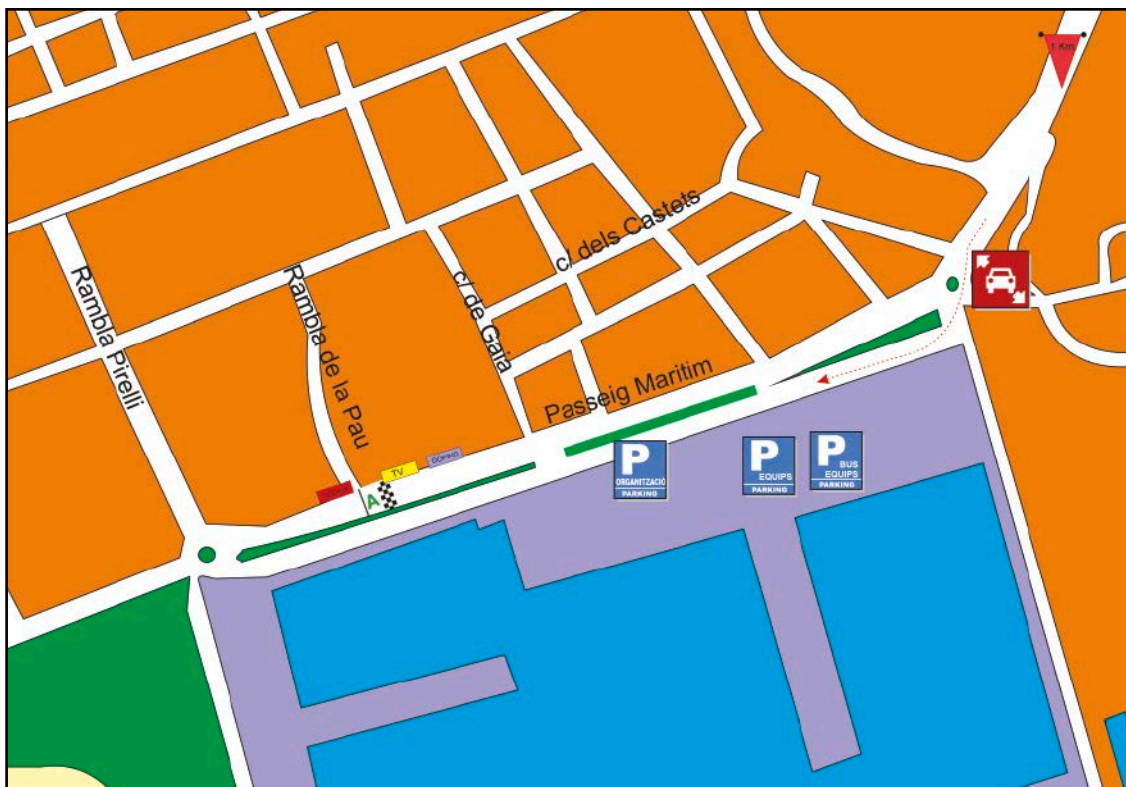 1 Km
c/ dels Castets
Rambla Pirelli
Rambla de la Pau
c/ de Gaia
Passeig Maritim
TV
DOPING
A
P
ORGANITZACIÓ
PARKING
P
EQUIPS
PARKING
P
BUS
EQUIPS
PARKING